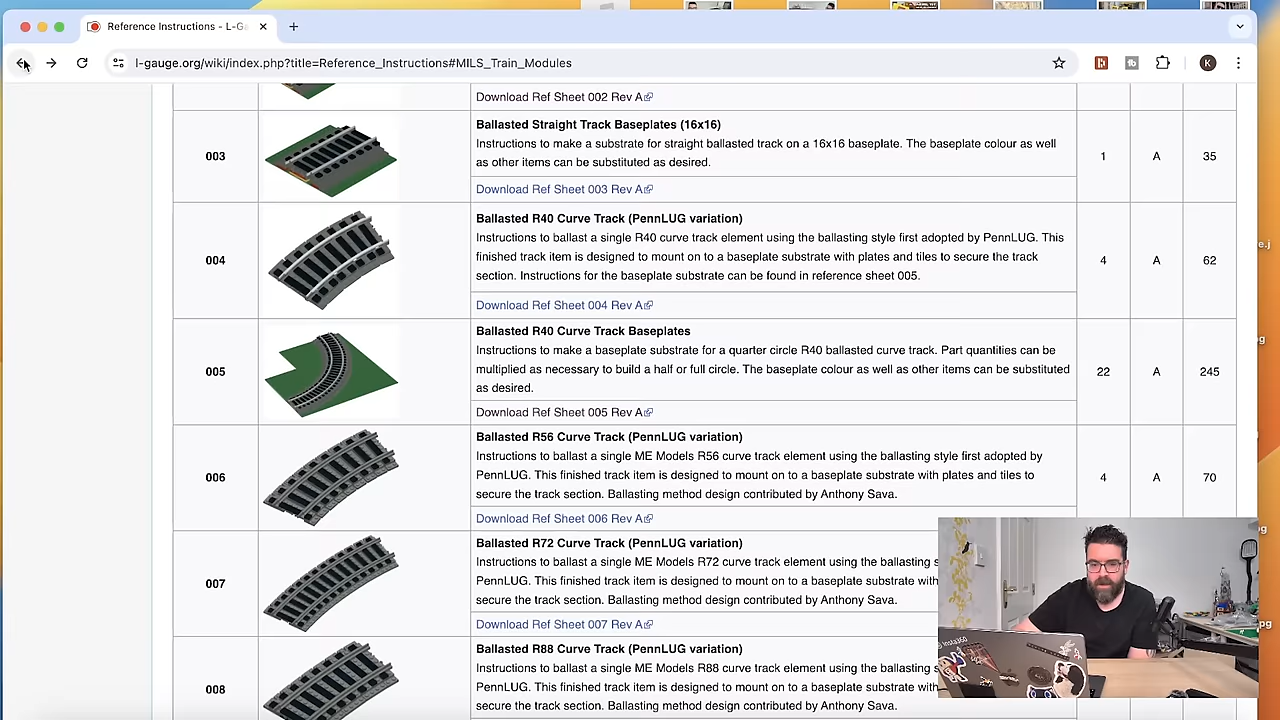 Reference Instructions - L-Ga
l-gauge.org/wiki/index.php?title=Reference_Instructions#MILS_Train_Modules
K
Download Ref Sheet 002 Rev A
003
Ballasted Straight Track Baseplates (16x16)
Instructions to make a substrate for straight ballasted track on a 16x16 baseplate. The baseplate colour as well
as other items can be substituted as desired.
1
A
35
Download Ref Sheet 003 Rev A
004
Ballasted R40 Curve Track (PennLUG variation)
Instructions to ballast a single R40 curve track element using the ballasting style first adopted by PennLUG. This
finished track item is designed to mount on to a baseplate substrate with plates and tiles to secure the track
section. Instructions for the baseplate substrate can be found in reference sheet 005.
4
A
62
Download Ref Sheet 004 Rev A
005
Ballasted R40 Curve Track Baseplates
Instructions to make a baseplate substrate for a quarter circle R40 ballasted curve track. Part quantities can be
multiplied as necessary to build a half or full circle. The baseplate colour as well as other items can be substituted
as desired.
22
A
245
Download Ref Sheet 005 Rev A
006
Ballasted R56 Curve Track (PennLUG variation)
Instructions to ballast a single ME Models R56 curve track element using the ballasting style first adopted by
PennLUG. This finished track item is designed to mount on to a baseplate substrate with plates and tiles to
secure the track section. Ballasting method design contributed by Anthony Sava.
4
A
70
Download Ref Sheet 006 Rev A
007
Ballasted R72 Curve Track (PennLUG variation)
Instructions to ballast a single ME Models R72 curve track element using the ballasting s
PennLUG. This finished track item is designed to mount on to a baseplate substrate with
secure the track section. Ballasting method design contributed by Anthony Sava.
Download Ref Sheet 007 Rev A
008
Ballasted R88 Curve Track (PennLUG variation)
Instructions to ballast a single ME Models R88 curve track element using the ballasting s
PennLUG. This finished track item is designed to mount on to a baseplate substrate with
secure the track section. Ballasting method design contributed by Anthony Sava.
Insta360